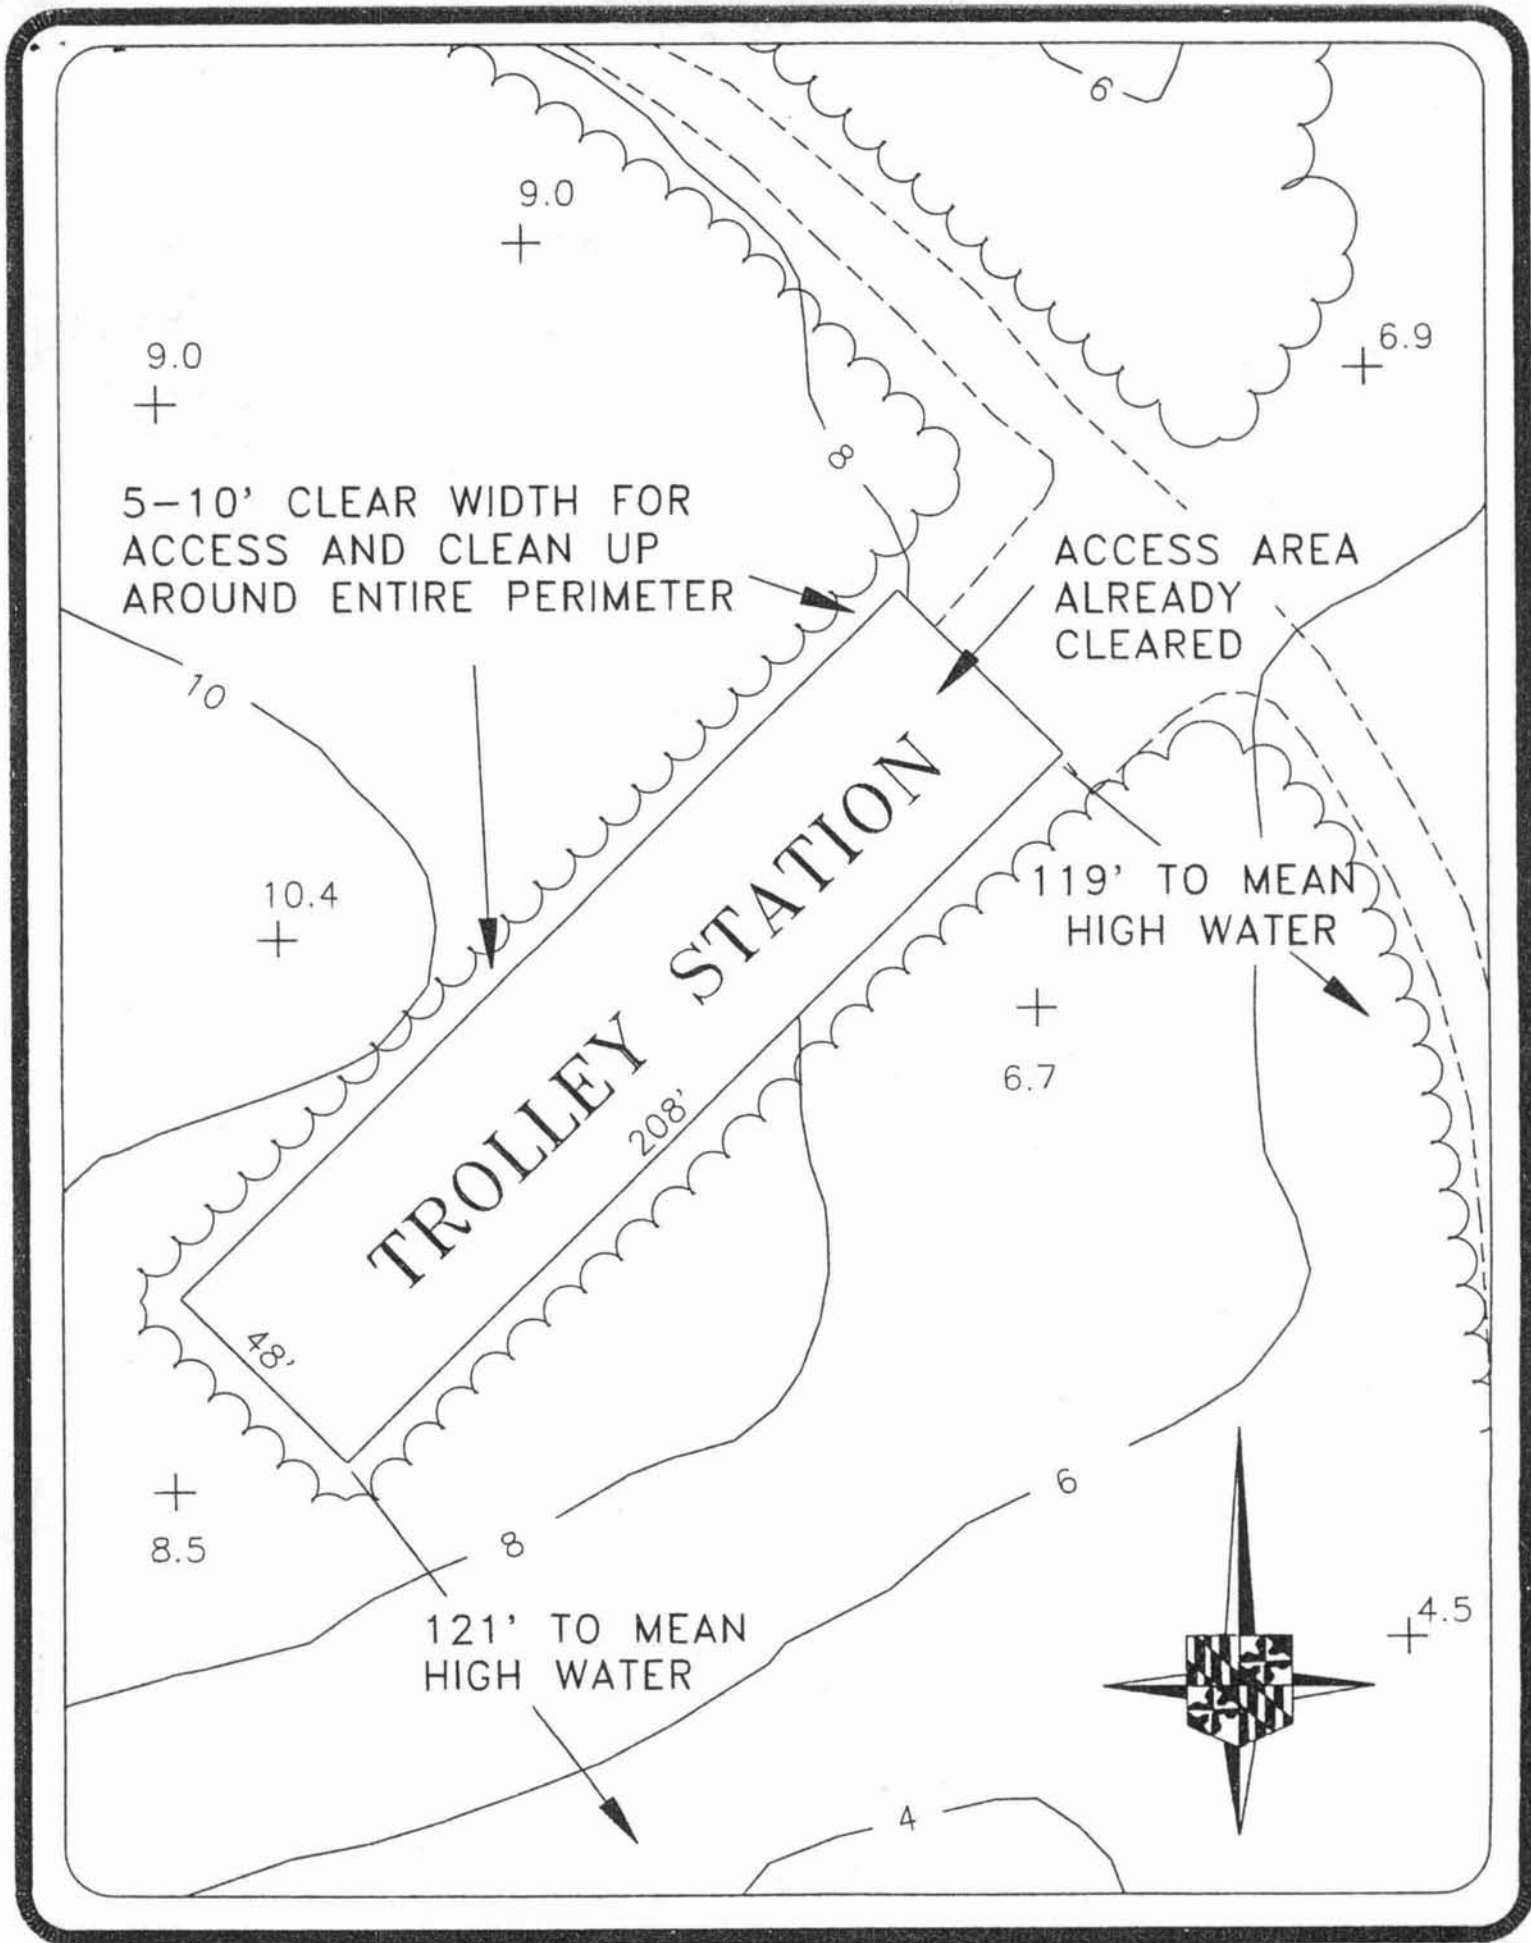 6
9.0
9.0
6.9
8
5-10' CLEAR WIDTH FOR
ACCESS AND CLEAN UP
AROUND ENTIRE PERIMETER
ACCESS AREA
ALREADY
CLEARED
10
10.4
TROLLEY STATION
119' TO MEAN
HIGH WATER
6.7
208'
48'
8.5
8
6
121' TO MEAN
HIGH WATER
4.5
4